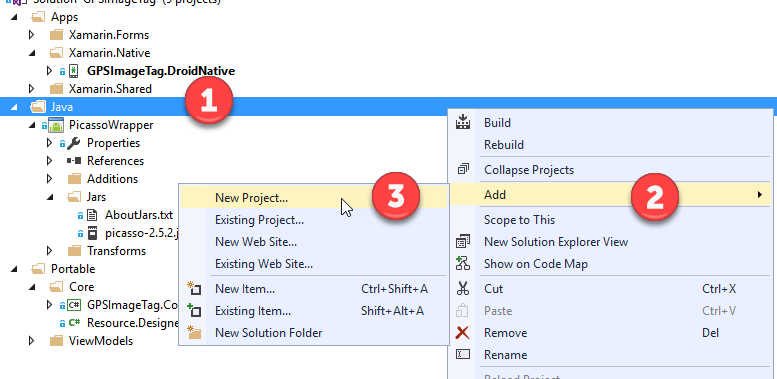 Solution 'GPSImageTag' (9 projects)
Apps
Xamarin.Forms
Xamarin.Native
GPSImageTag.DroidNative
Xamarin.Shared
1
Java
PicassoWrapper
Properties
References
Additions
Jars
AboutJars.txt
picasso-2.5.2.j
Transforms
Portable
Core
GPSImageTag.Co
C#
Resource.Designe
C#
ViewModels
Build
Rebuild
Collapse Projects
Add
2
Scope to This
New Solution Explorer View
Show on Code Map
Cut Ctrl+X
Paste Ctrl+V
Remove Del
Rename
Reload Project
New Project...
3
Existing Project...
New Web Site...
Existing Web Site...
New Item... Ctrl+Shift+A
Existing Item... Shift+Alt+A
New Solution Folder